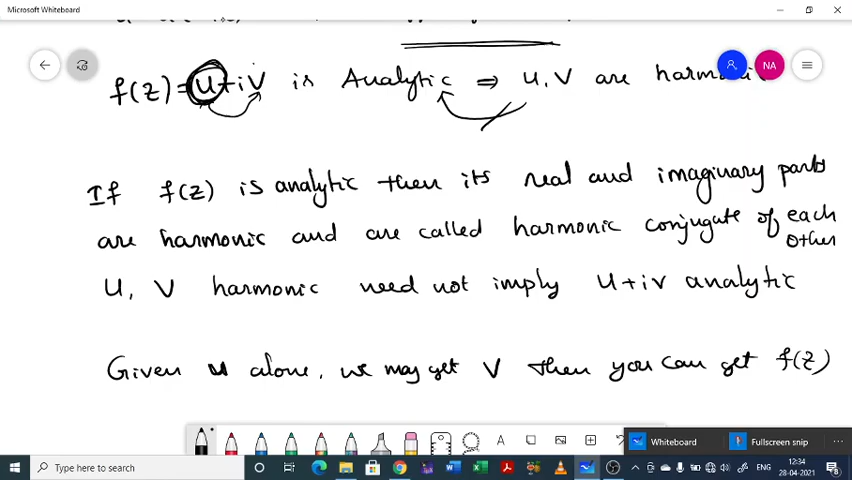 Microsoft Whiteboard
f(z) = u+iv is Analytic ⇒ u, v are harmonic
NA
If f(z) is analytic then its real and imaginary parts
are harmonic and are called harmonic conjugate of each other
U, V harmonic need not imply U+iv analytic
Given u alone, we may get V then you can get f(z)
A
Whiteboard
Fullscreen snip
Type here to search
ENG
12:34
28-04-2021